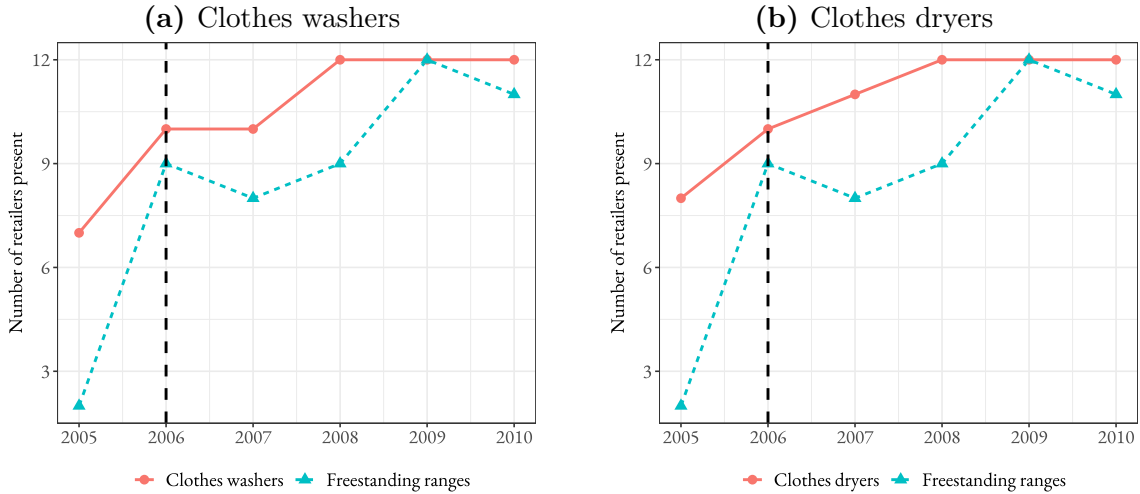 (a) Clothes washers
Number of retailers present
12
9
6
3
2005 2006 2007 2008 2009 2010
Clothes washers Freestanding ranges
(b) Clothes dryers
Number of retailers present
12
9
6
3
2005 2006 2007 2008 2009 2010
Clothes dryers Freestanding ranges